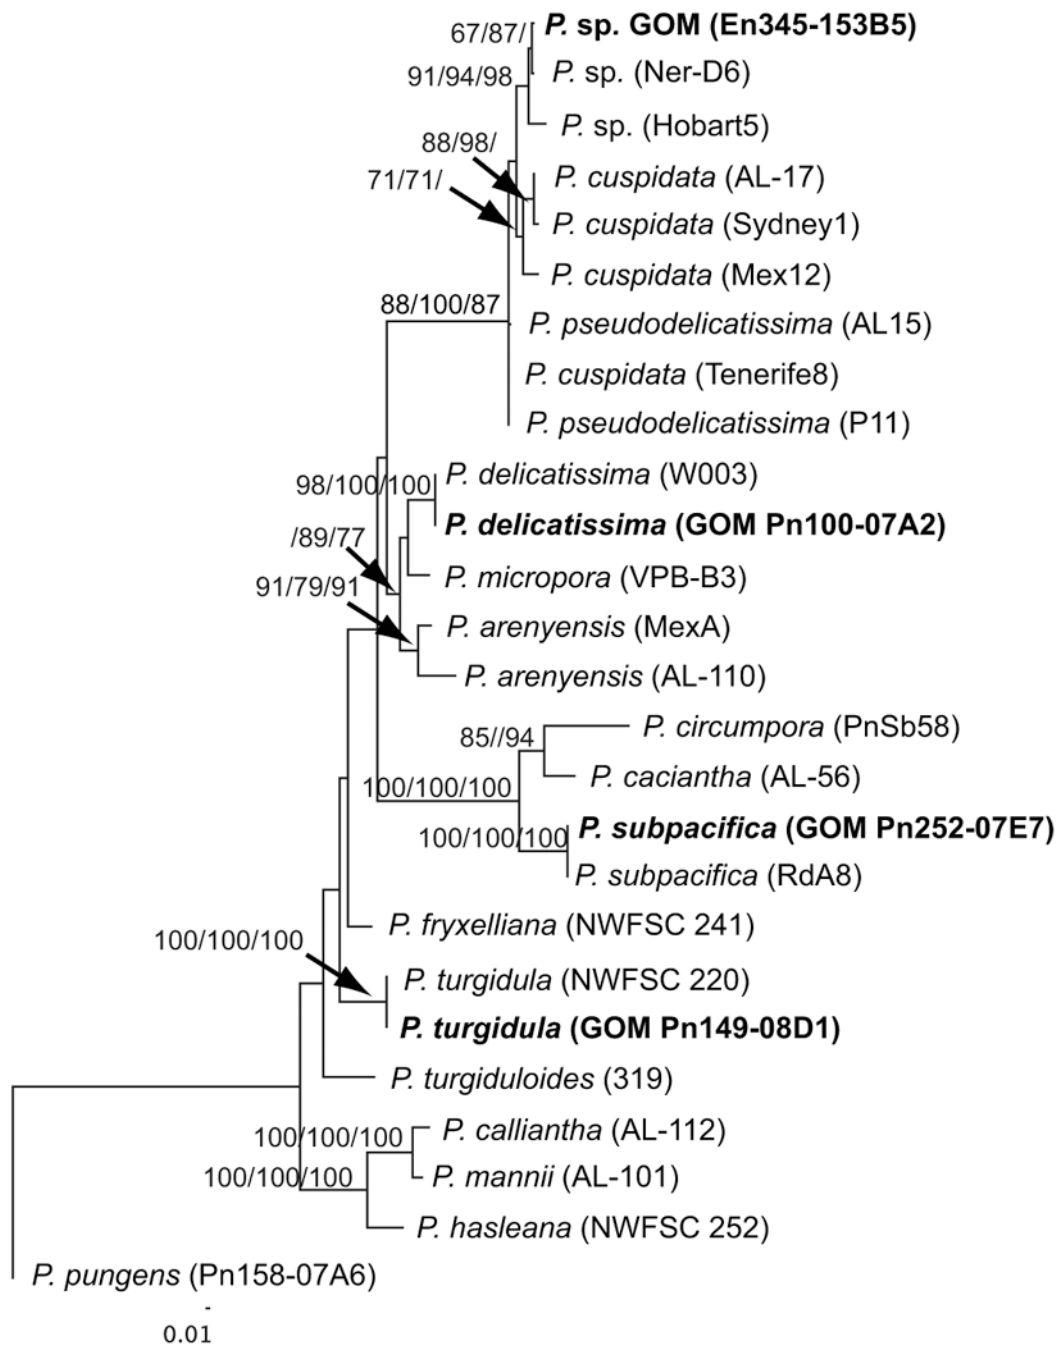 67/87/
P. sp. GOM (En345-153B5)
91/94/98
P. sp. (Ner-D6)
P. sp. (Hobart5)
88/98/
71/71/
P. cuspidata (AL-17)
P. cuspidata (Sydney1)
P. cuspidata (Mex12)
88/100/87
P. pseudodelicatissima (AL15)
P. cuspidata (Tenerife8)
P. pseudodelicatissima (P11)
98/100/100
P. delicatissima (W003)
P. delicatissima (GOM Pn100-07A2)
/89/77
P. micropora (VPB-B3)
91/79/91
P. arenyensis (MexA)
P. arenyensis (AL-110)
P. circumpora (PnSb58)
85//94
P. caciantha (AL-56)
100/100/100
P. subpacifica (GOM Pn252-07E7)
100/100/100
P. subpacifica (RdA8)
P. fryxelliana (NWFSC 241)
100/100/100
P. turgidula (NWFSC 220)
P. turgidula (GOM Pn149-08D1)
P. turgiduloides (319)
100/100/100
P. calliantha (AL-112)
100/100/100
P. mannii (AL-101)
P. hasleana (NWFSC 252)
P. pungens (Pn158-07A6)
0.01